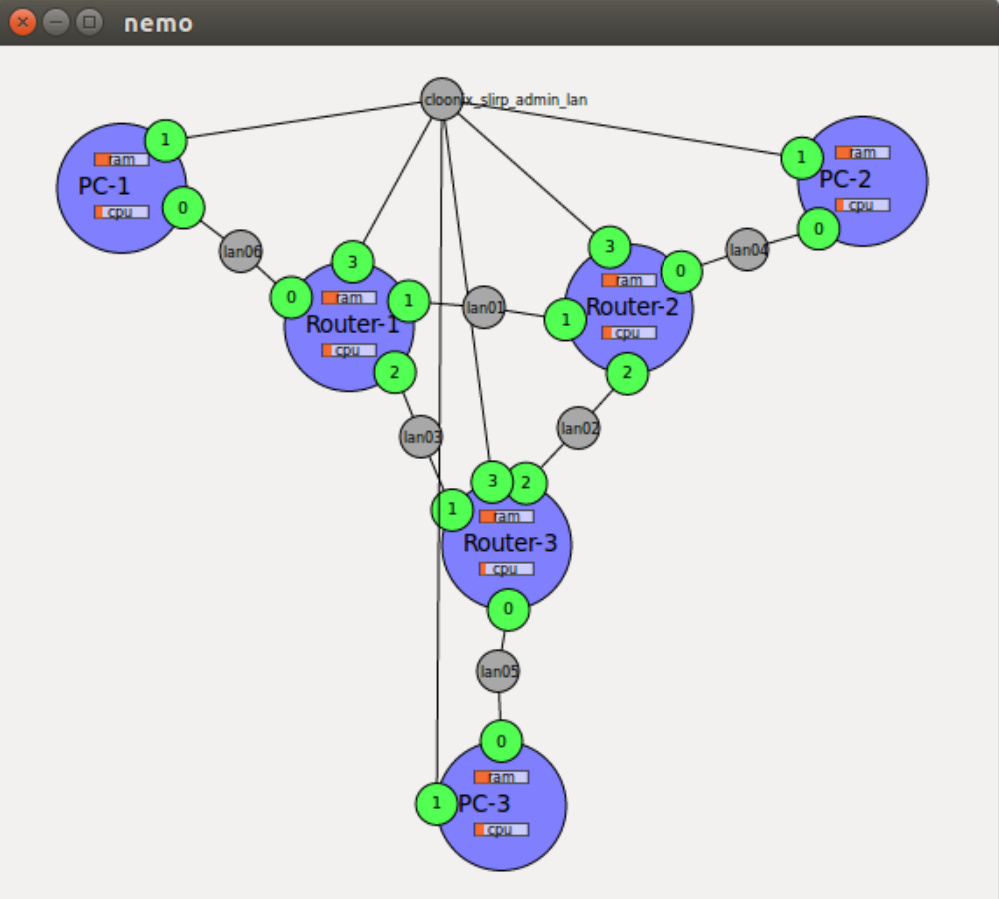 nemo
cloonix_slirp_admin_lan
1
ram
PC-1
cpu
0
1
ram
PC-2
cpu
0
lan06
lan04
3
0
ram
1
Router-1
cpu
2
lan01
3
0
ram
1
Router-2
cpu
2
lan03
lan02
3
2
1
ram
Router-3
cpu
0
lan05
0
ram
1
PC-3
cpu